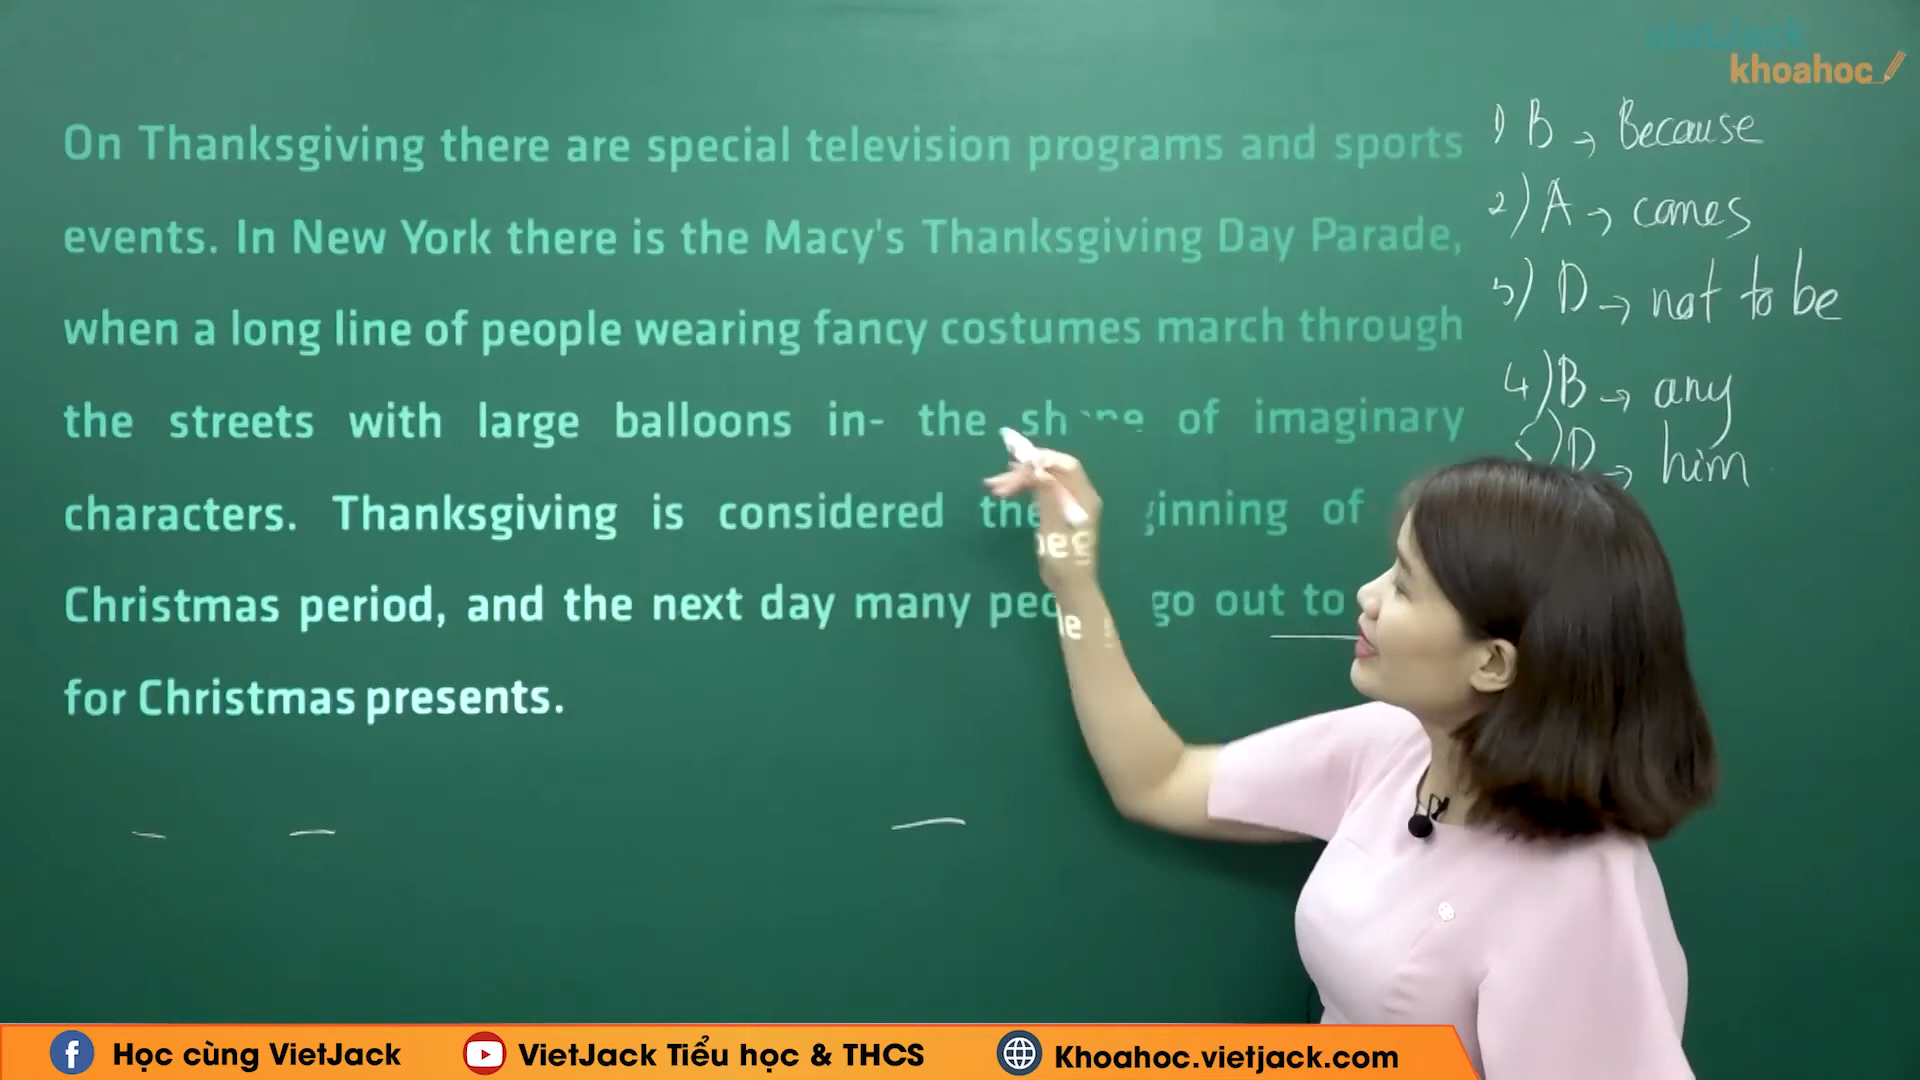 vietJack
khoahoc
On Thanksgiving there are special television programs and sports
events. In New York there is the Macy's Thanksgiving Day Parade,
when a long line of people wearing fancy costumes march through
the streets with large balloons in- the of imaginary
characters. Thanksgiving is considered of
Christmas period, and the next day many go out to
for Christmas presents.
1) B → Because
2) A → comes
3) D → not to be
4) B → any
5) D → him
Học cùng VietJack
VietJack Tiểu học & THCS
Khoahoc.vietjack.com